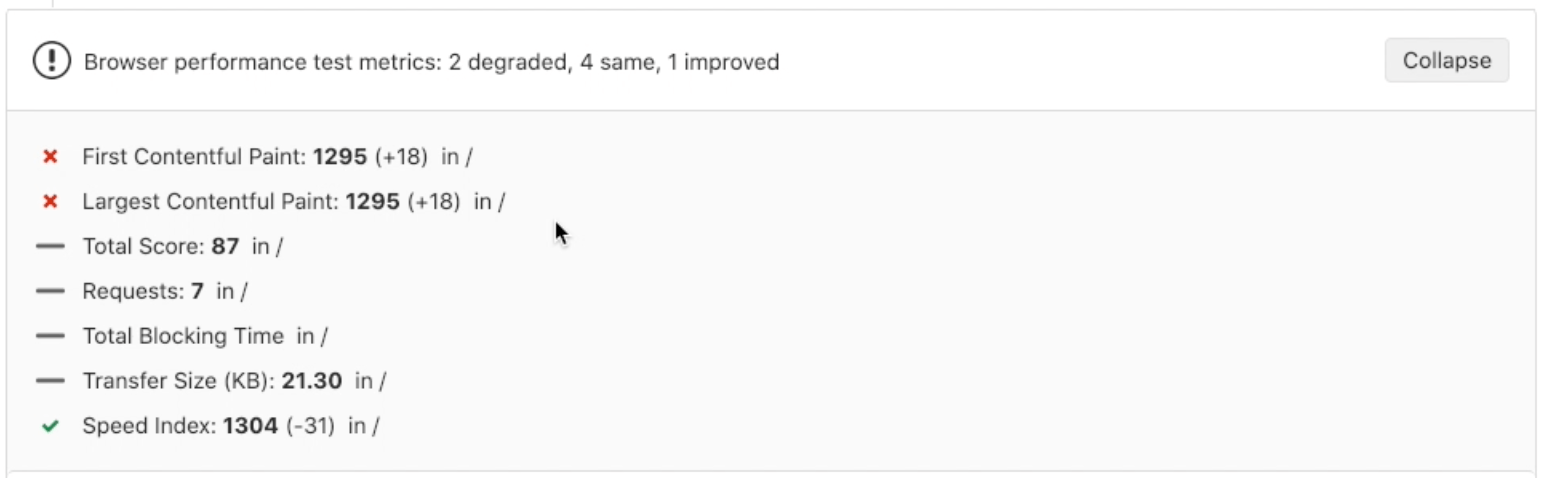 Browser performance test metrics: 2 degraded, 4 same, 1 improved
Collapse
First Contentful Paint: 1295 (+18) in /
Largest Contentful Paint: 1295 (+18) in /
Total Score: 87 in /
Requests: 7 in /
Total Blocking Time in /
Transfer Size (KB): 21.30 in /
Speed Index: 1304 (-31) in /